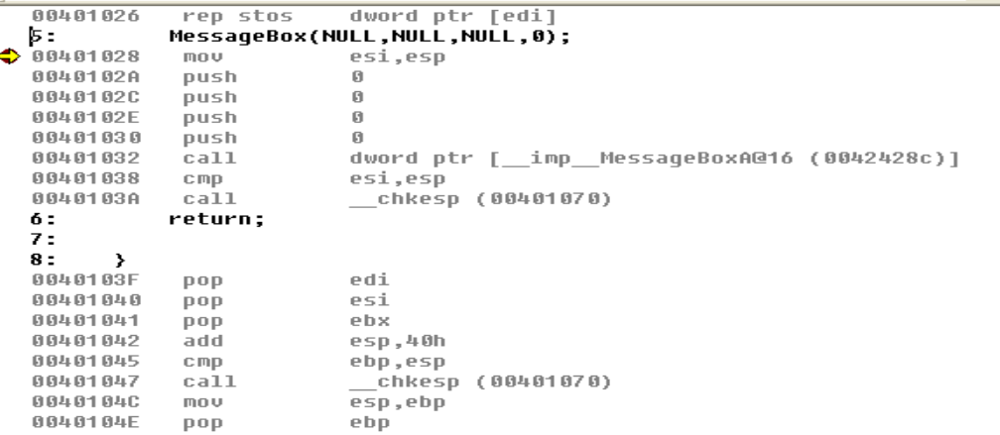 00401026 rep stos dword ptr [edi]
5: MessageBox(NULL,NULL,NULL,0);
00401028 mov esi,esp
0040102A push 0
0040102C push 0
0040102E push 0
00401030 push 0
00401032 call dword ptr [__imp__MessageBoxA@16 (0042428c)]
00401038 cmp esi,esp
0040103A call __chkesp (00401070)
6: return;
7:
8: }
0040103F pop edi
00401040 pop esi
00401041 pop ebx
00401042 add esp,40h
00401045 cmp ebp,esp
00401047 call __chkesp (00401070)
0040104C mov esp,ebp
0040104E pop ebp